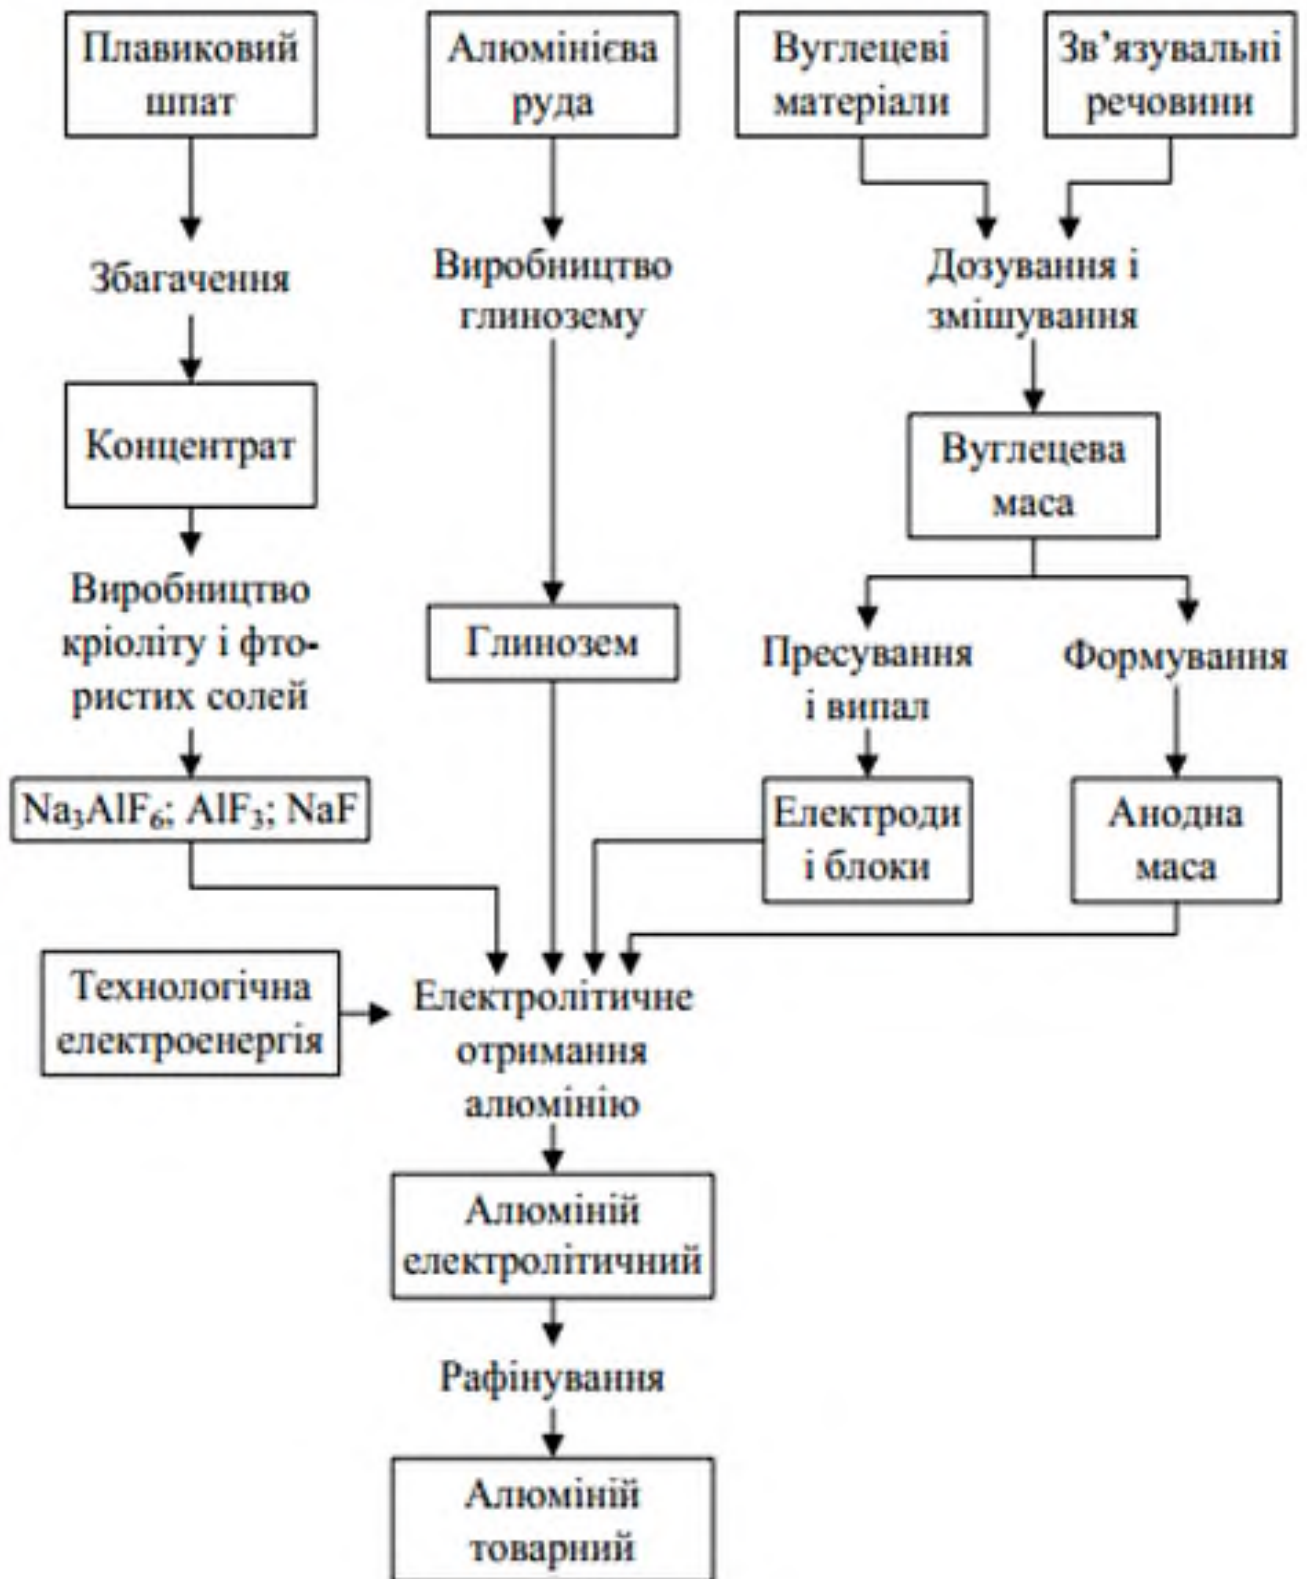 Плавиковий
шпат
Алюмінієва
руда
Вуглецеві
матеріали
Зв’язувальні
речовини
Збагачення
Виробництво
глинозему
Дозування і
змішування
Концентрат
Вуглецева
маса
Виробництво
кріоліту і фто-
ристих солей
Глинозем
Пресування
і випал
Формування
Na₃AlF₆; AlF₃; NaF
Електроди
і блоки
Анодна
маса
Технологічна
електроенергія
Електролітичне
отримання
алюмінію
Алюміній
електролітичний
Рафінування
Алюміній
товарний